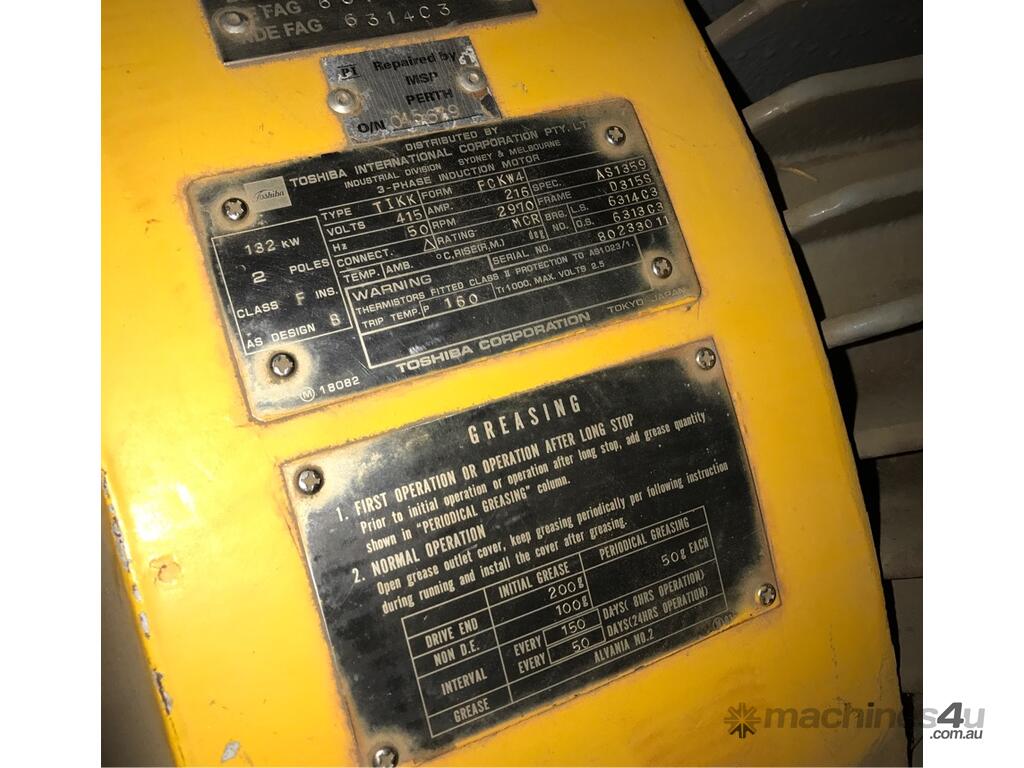 DE FAG 6314C3
PI Repaired by
MSP
PERTH
O/N
DISTRIBUTED BY
TOSHIBA INTERNATIONAL CORPORATION PTY. LT
INDUSTRIAL DIVISION SYDNEY & MELBOURNE
3-PHASE INDUCTION MOTOR
Toshiba
132 KW
2 POLES
CLASS F INS.
AS DESIGN B
TYPE TIKK FORM FCKW4 SPEC. AS1359
VOLTS 415 AMP. 216 FRAME D315S
Hz 50 RPM 2970 BRG. L.S. 6314C3
CONNECT. △ RATING. MCR NO. O.S. 6313C3
TEMP. AMB. °C, RISE(R,M,) deg SERIAL NO. 80233011
WARNING
THERMISTORS FITTED CLASS II PROTECTION TO AS1023/1.
TRIP TEMP. P 160 Tr1000, MAX. VOLTS 2.5
M 18082 TOSHIBA CORPORATION TOKYO JAPAN
GREASING
1. FIRST OPERATION OR OPERATION AFTER LONG STOP
Prior to initial operation or operation after long stop, add grease quantity
shown in "PERIODICAL GREASING" column.
2. NORMAL OPERATION
Open grease outlet cover, keep greasing periodically per following instruction
during running and install the cover after greasing.
INITIAL GREASE PERIODICAL GREASING
DRIVE END 200g 50g EACH
NON D.E. 100g
INTERVAL EVERY 150 DAYS( 8HRS OPERATION)
EVERY 50 DAYS(24HRS OPERATION)
GREASE ALVANIA NO.2
machines4u
.com.au